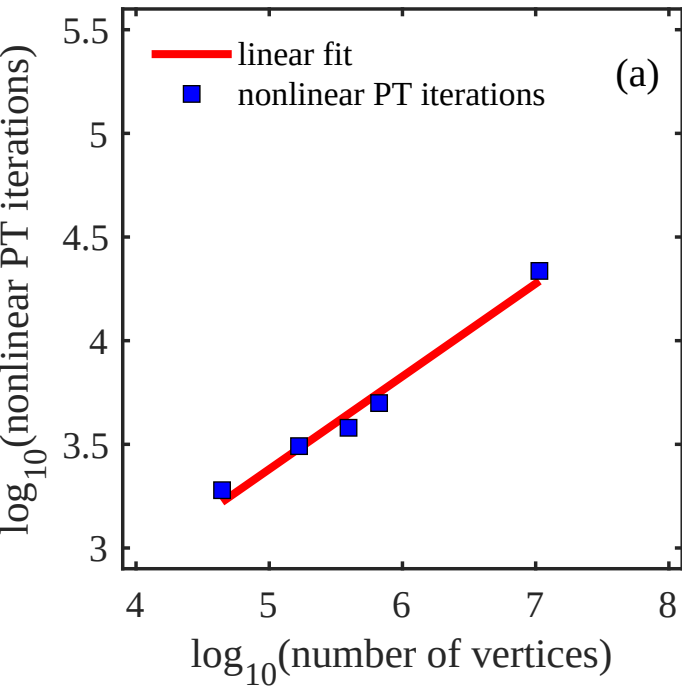 linear fit
nonlinear PT iterations
(a)
5.5
5
4.5
4
3.5
3
4 5 6 7 8
log10(nonlinear PT iterations)
log10(number of vertices)